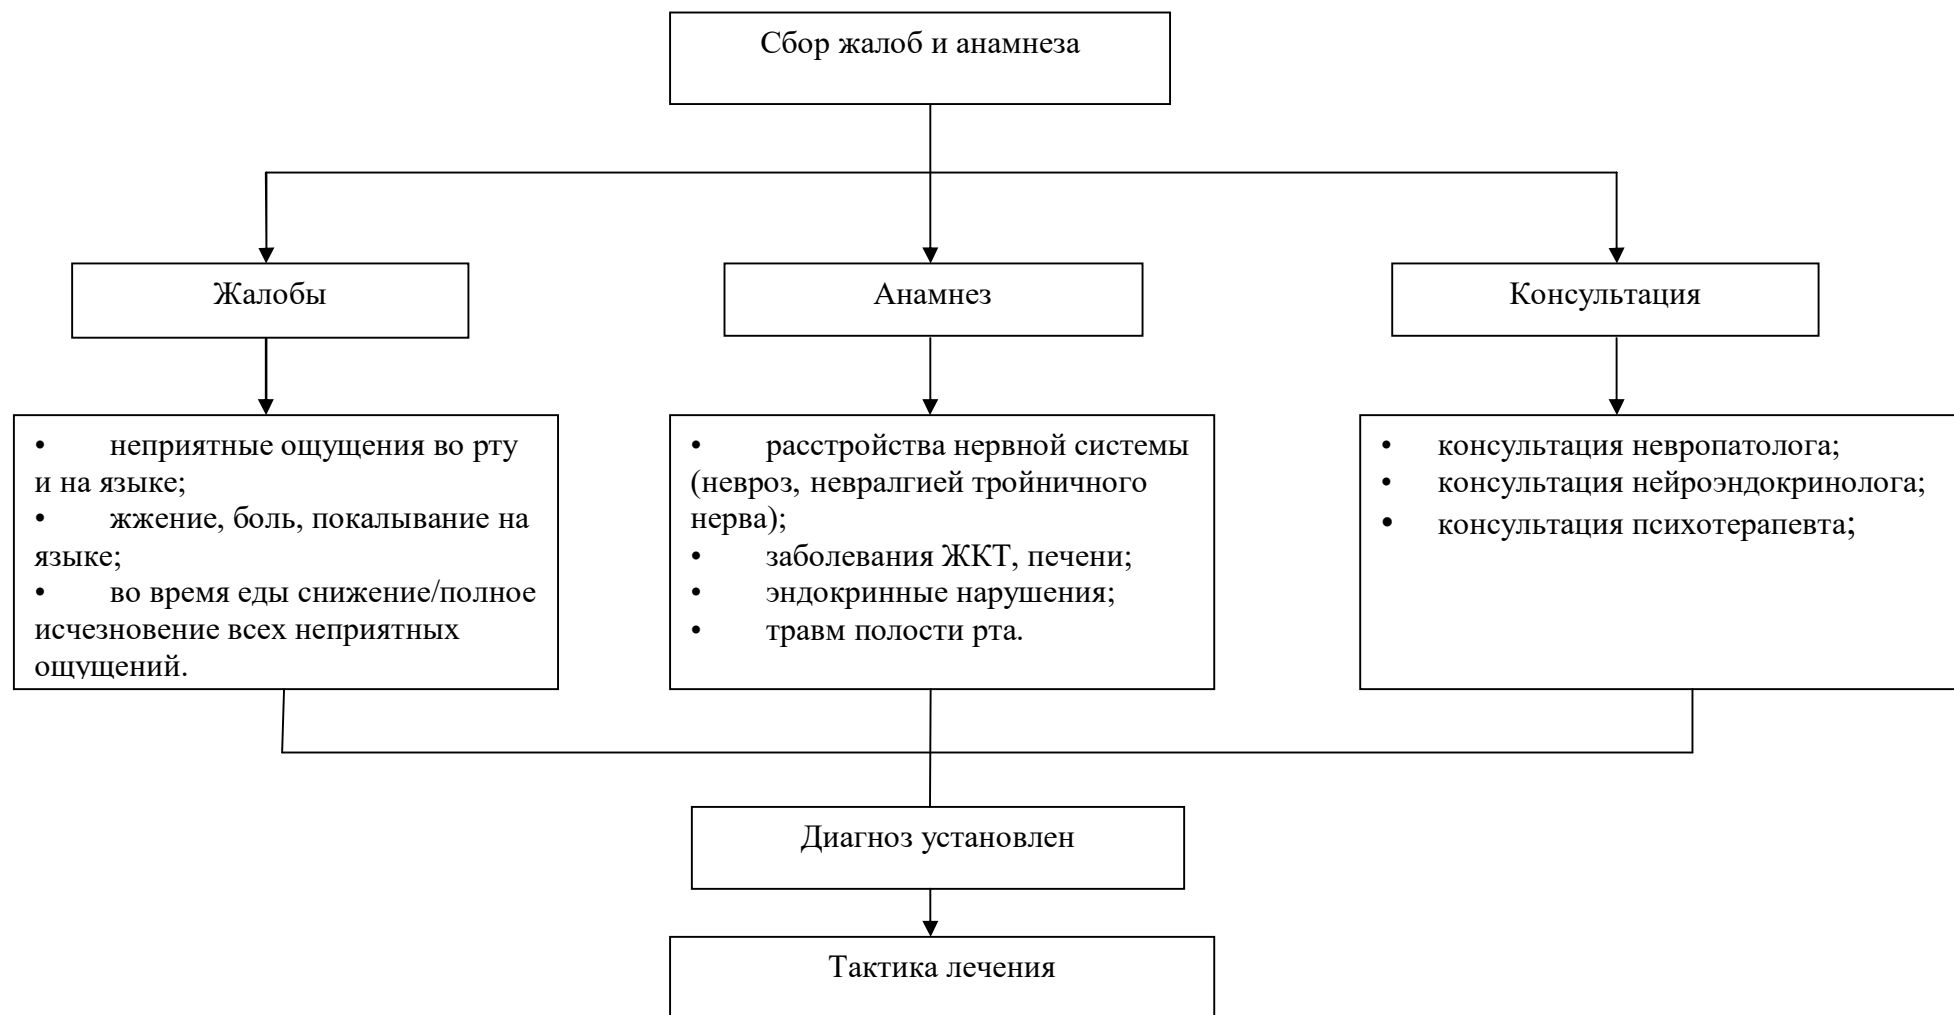 Сбор жалоб и анамнеза
Жалобы
Анамнез
Консультация
• неприятные ощущения во рту
и на языке;
• жжение, боль, покалывание на
языке;
• во время еды снижение/полное
исчезновение всех неприятных
ощущений.
• расстройства нервной системы
(невроз, невралгией тройничного
нерва);
• заболевания ЖКТ, печени;
• эндокринные нарушения;
• травм полости рта.
• консультация невропатолога;
• консультация нейроэндокринолога;
• консультация психотерапевта;
Диагноз установлен
Тактика лечения